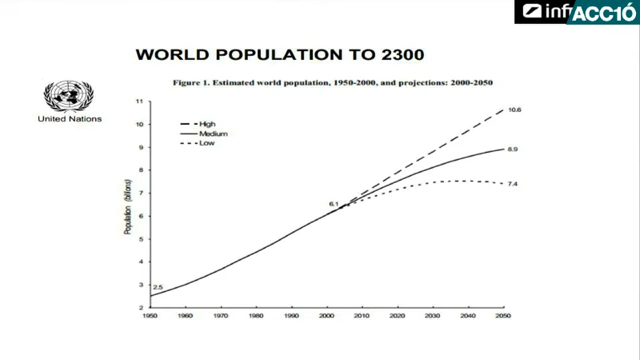 ACC1Ó
WORLD POPULATION TO 2300
Figure 1. Estimated world population, 1950-2000, and projections: 2000-2050
United Nations
High
Medium
Low
Population (billions)
11
10
9
8
7
6
5
4
3
2
10.6
8.9
7.4
6.1
2.5
1950 1960 1970 1980 1990 2000 2010 2020 2030 2040 2050